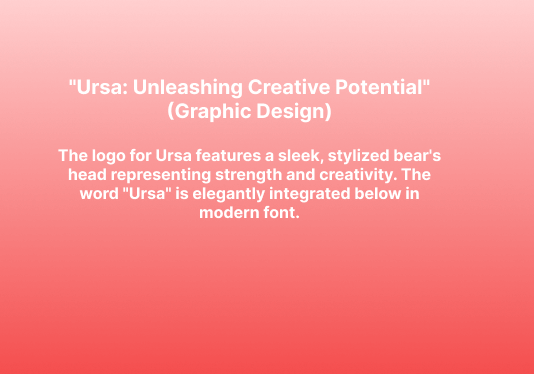 "Ursa: Unleashing Creative Potential"
(Graphic Design)
The logo for Ursa features a sleek, stylized bear's
head representing strength and creativity. The
word "Ursa" is elegantly integrated below in
modern font.